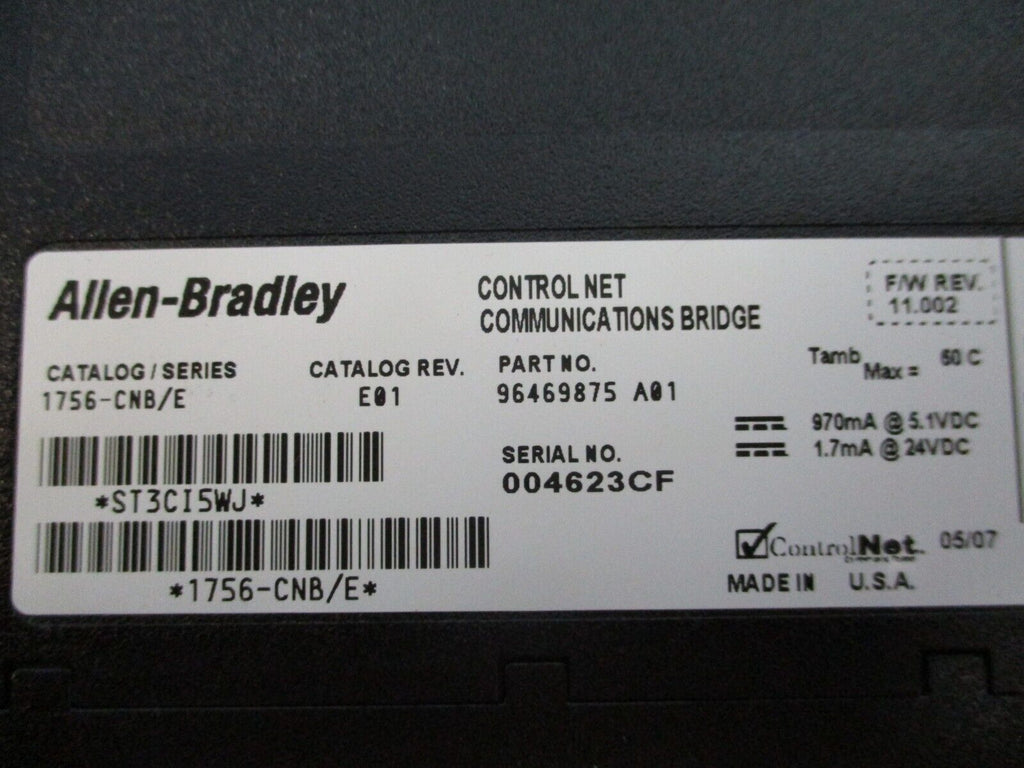 Allen-Bradley
CONTROL NET
COMMUNICATIONS BRIDGE
F/W REV.
11.002
CATALOG / SERIES
1756-CNB/E
CATALOG REV.
E01
PART NO.
96469875 A01
Tamb Max = 60 C
970mA @ 5.1VDC
1.7mA @ 24VDC
SERIAL NO.
004623CF
*ST3CI5WJ*
*1756-CNB/E*
ControlNet. 05/07
MADE IN U.S.A.